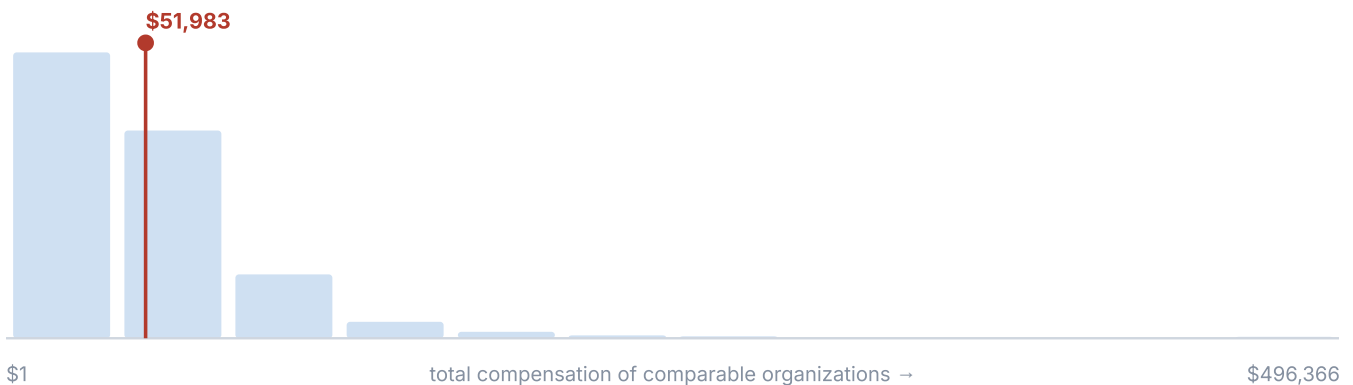 $51,983
$1 total compensation of comparable organizations → $496,366